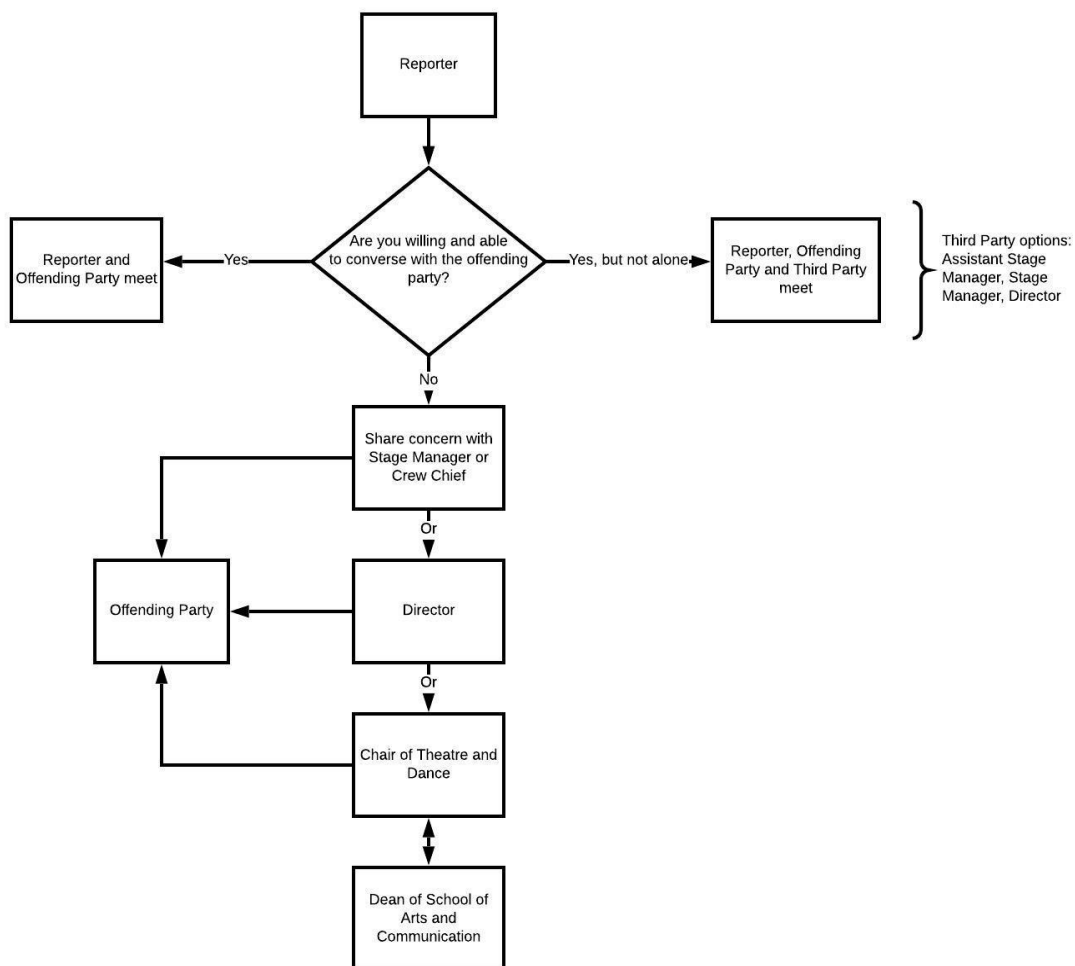 Reporter
Are you willing and able
to converse with the offending
party?
Yes
Reporter and
Offending Party meet
Yes, but not alone
Reporter, Offending
Party and Third Party
meet
Third Party options:
Assistant Stage
Manager, Stage
Manager, Director
No
Share concern with
Stage Manager or
Crew Chief
Or
Offending Party
Director
Or
Chair of Theatre and
Dance
Dean of School of
Arts and
Communication